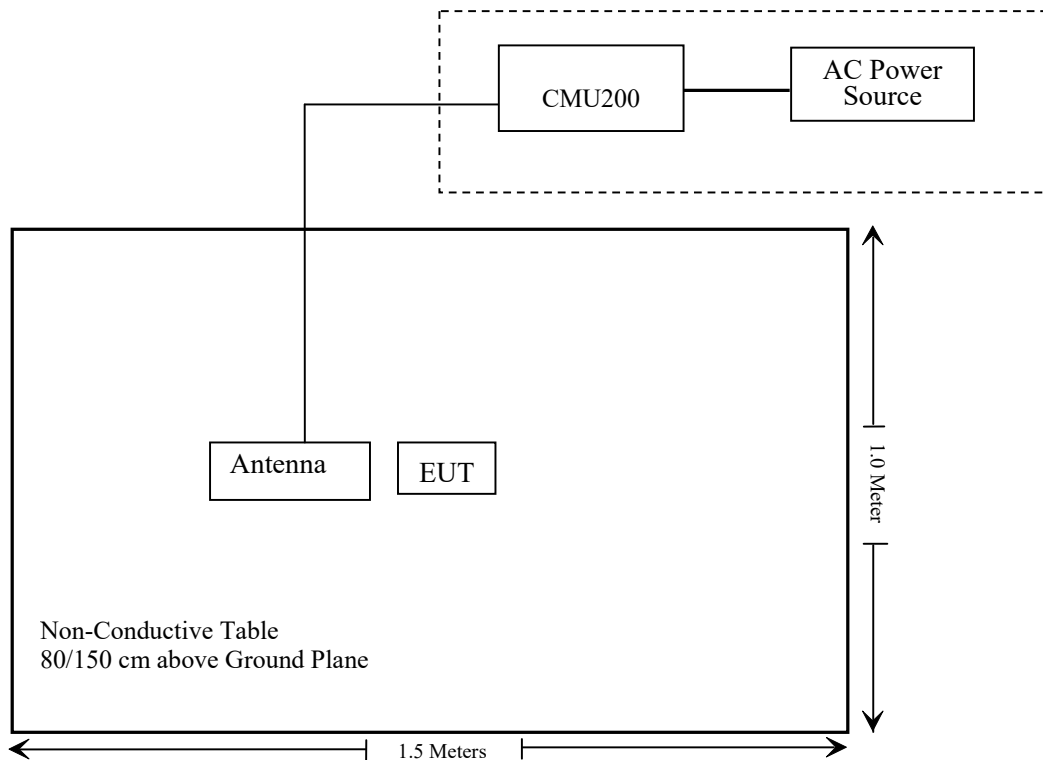 AC Power
Source
CMU200
Antenna
EUT
1.0 Meter
Non-Conductive Table
80/150 cm above Ground Plane
1.5 Meters